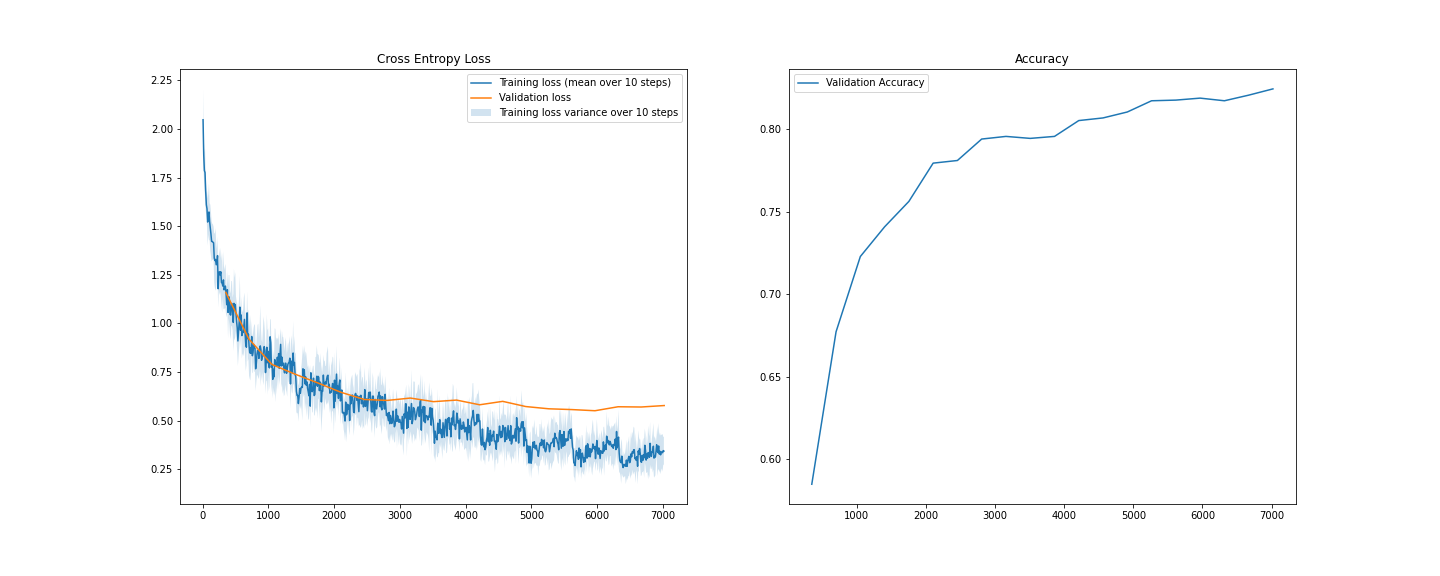 Cross Entropy Loss
Training loss (mean over 10 steps)
Validation loss
Training loss variance over 10 steps
2.25
2.00
1.75
1.50
1.25
1.00
0.75
0.50
0.25
0 1000 2000 3000 4000 5000 6000 7000
Accuracy
Validation Accuracy
0.80
0.75
0.70
0.65
0.60
1000 2000 3000 4000 5000 6000 7000